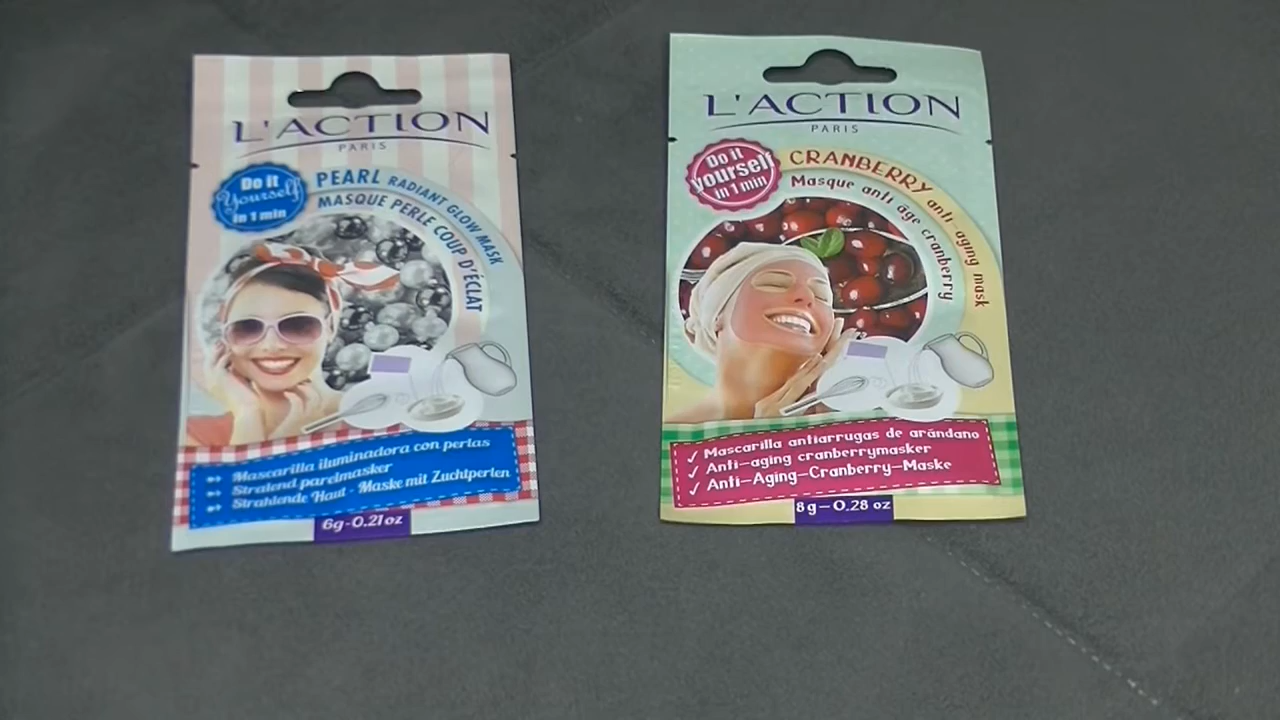 L'ACTION
PARIS
Do it
Yourself
in 1 min
PEARL RADIANT GLOW MASK
MASQUE PERLE COUP D'ÉCLAT
Mascarilla iluminadora con perlas
Stralend parelmasker
Strahlende Haut - Maske mit Zuchtperlen
6g-0.21oz
L'ACTION
PARIS
Do it
yourself
in 1 min
CRANBERRY anti-aging mask
Masque anti âge cranberry
Mascarilla antiarrugas de arándano
Anti-aging cranberrymasker
Anti-Aging-Cranberry-Maske
8g-0.28 oz